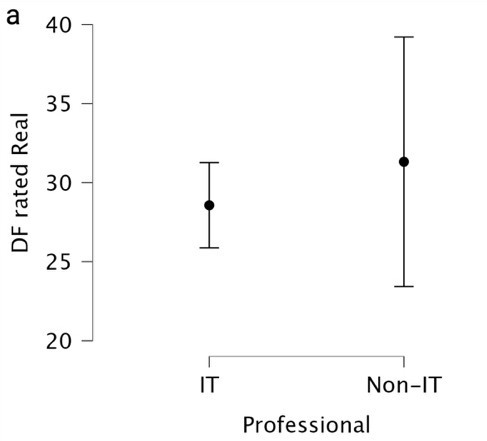 a
40
35
30
25
20
DF rated Real
IT
Non-IT
Professional